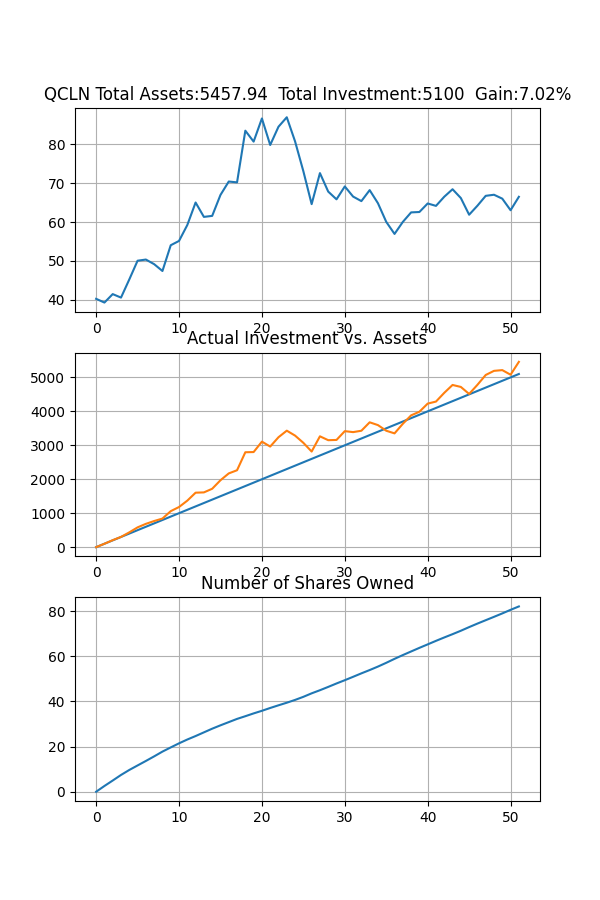 QCLN Total Assets:5457.94  Total Investment:5100  Gain:7.02%
80
70
60
50
40
0 10 20 30 40 50
Actual Investment vs. Assets
5000
4000
3000
2000
1000
0
0 10 20 30 40 50
Number of Shares Owned
80
60
40
20
0
0 10 20 30 40 50